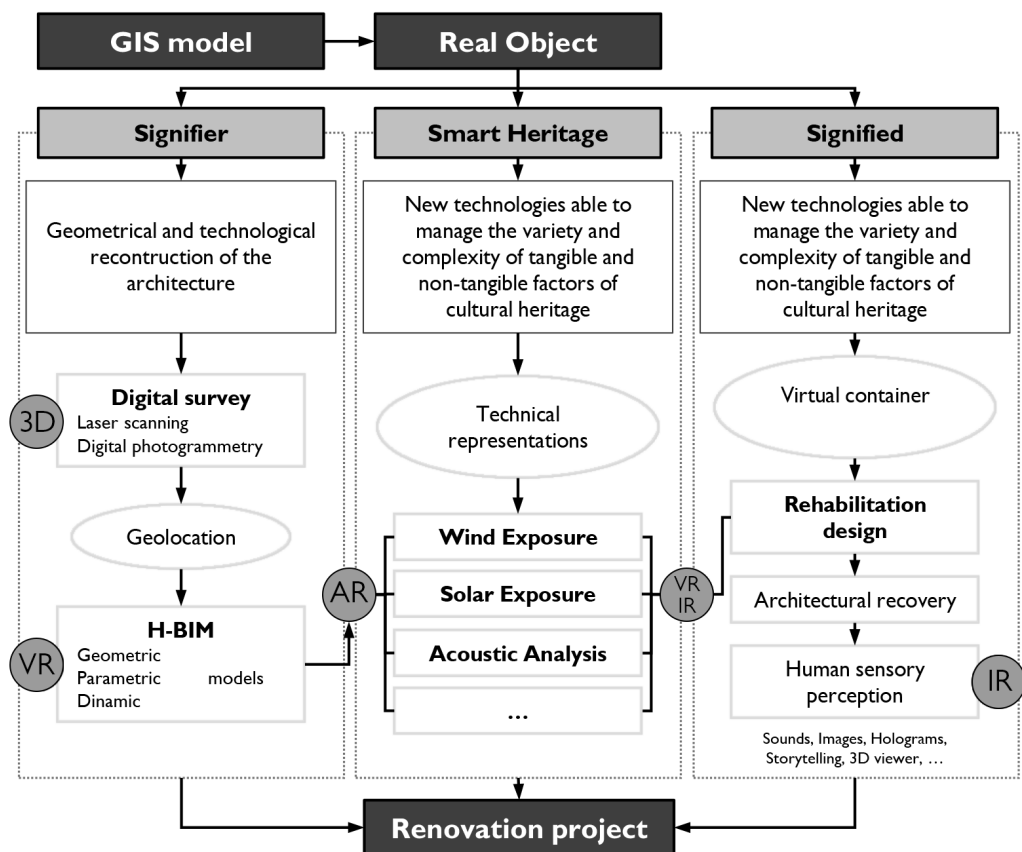 GIS model
Real Object
Signifier
Geometrical and technological
recontruction of the
architecture
3D
Digital survey
Laser scanning
Digital photogrammetry
Geolocation
VR
H-BIM
Geometric
Parametric models
Dinamic
Smart Heritage
New technologies able to
manage the variety and
complexity of tangible and
non-tangible factors of
cultural heritage
Technical
representations
AR
Wind Exposure
Solar Exposure
Acoustic Analysis
...
VR
IR
Signified
New technologies able to
manage the variety and
complexity of tangible and
non-tangible factors of
cultural heritage
Virtual container
Rehabilitation
design
Architectural recovery
Human sensory
perception
IR
Sounds, Images, Holograms,
Storytelling, 3D viewer, ...
Renovation project